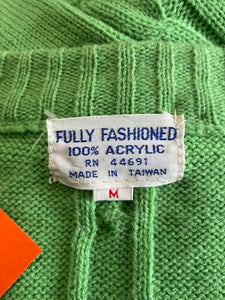 FULLY FASHIONED
100% ACRYLIC
RN 44691
MADE IN TAIWAN
M